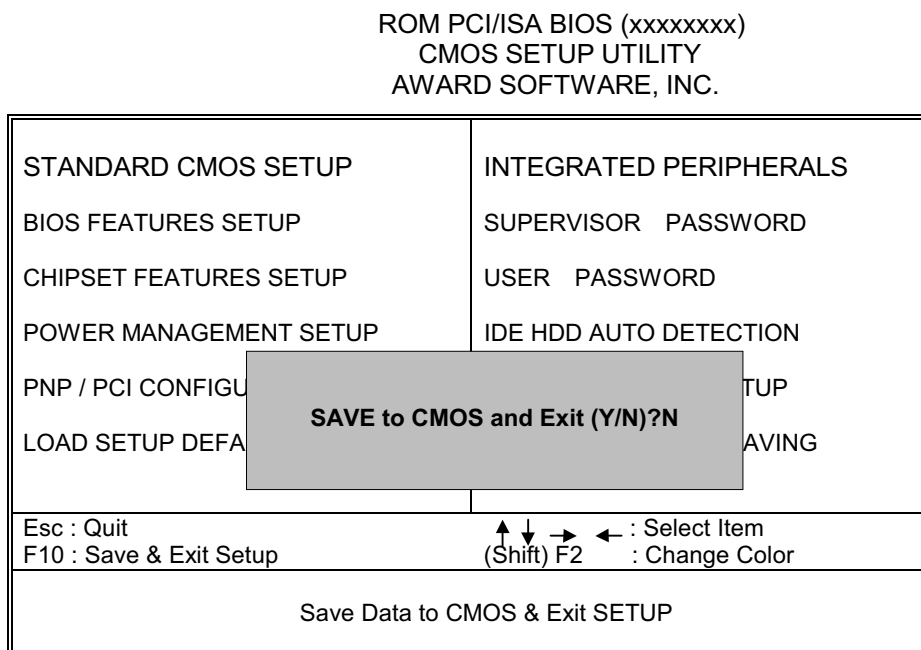 ROM PCI/ISA BIOS (xxxxxxxx)
CMOS SETUP UTILITY
AWARD SOFTWARE, INC.
STANDARD CMOS SETUP
INTEGRATED PERIPHERALS
BIOS FEATURES SETUP
SUPERVISOR PASSWORD
CHIPSET FEATURES SETUP
USER PASSWORD
POWER MANAGEMENT SETUP
IDE HDD AUTO DETECTION
PNP / PCI CONFIGU
TUP
SAVE to CMOS and Exit (Y/N)?N
LOAD SETUP DEFA
AVING
Esc : Quit
↑ ↓ → ← : Select Item
F10 : Save & Exit Setup
(Shift) F2 : Change Color
Save Data to CMOS & Exit SETUP